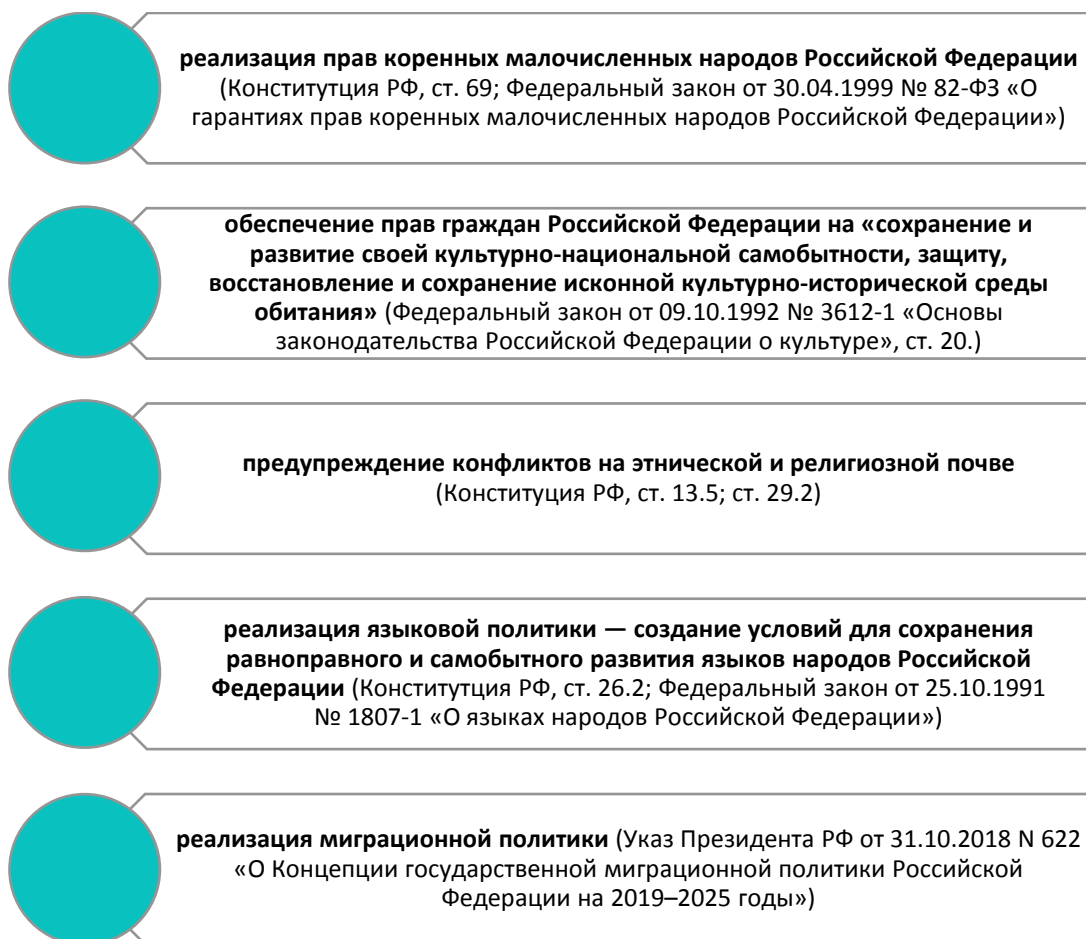 реализация прав коренных малочисленных народов Российской Федерации
(Конститутция РФ, ст. 69; Федеральный закон от 30.04.1999 № 82-ФЗ «О
гарантиях прав коренных малочисленных народов Российской Федерации»)
обеспечение прав граждан Российской Федерации на «сохранение и
развитие своей культурно-национальной самобытности, защиту,
восстановление и сохранение исконной культурно-исторической среды
обитания» (Федеральный закон от 09.10.1992 № 3612-1 «Основы
законодательства Российской Федерации о культуре», ст. 20.)
предупреждение конфликтов на этнической и религиозной почве
(Конституция РФ, ст. 13.5; ст. 29.2)
реализация языковой политики — создание условий для сохранения
равноправного и самобытного развития языков народов Российской
Федерации (Конститутция РФ, ст. 26.2; Федеральный закон от 25.10.1991
№ 1807-1 «О языках народов Российской Федерации»)
реализация миграционной политики (Указ Президента РФ от 31.10.2018 N 622
«О Концепции государственной миграционной политики Российской
Федерации на 2019–2025 годы»)